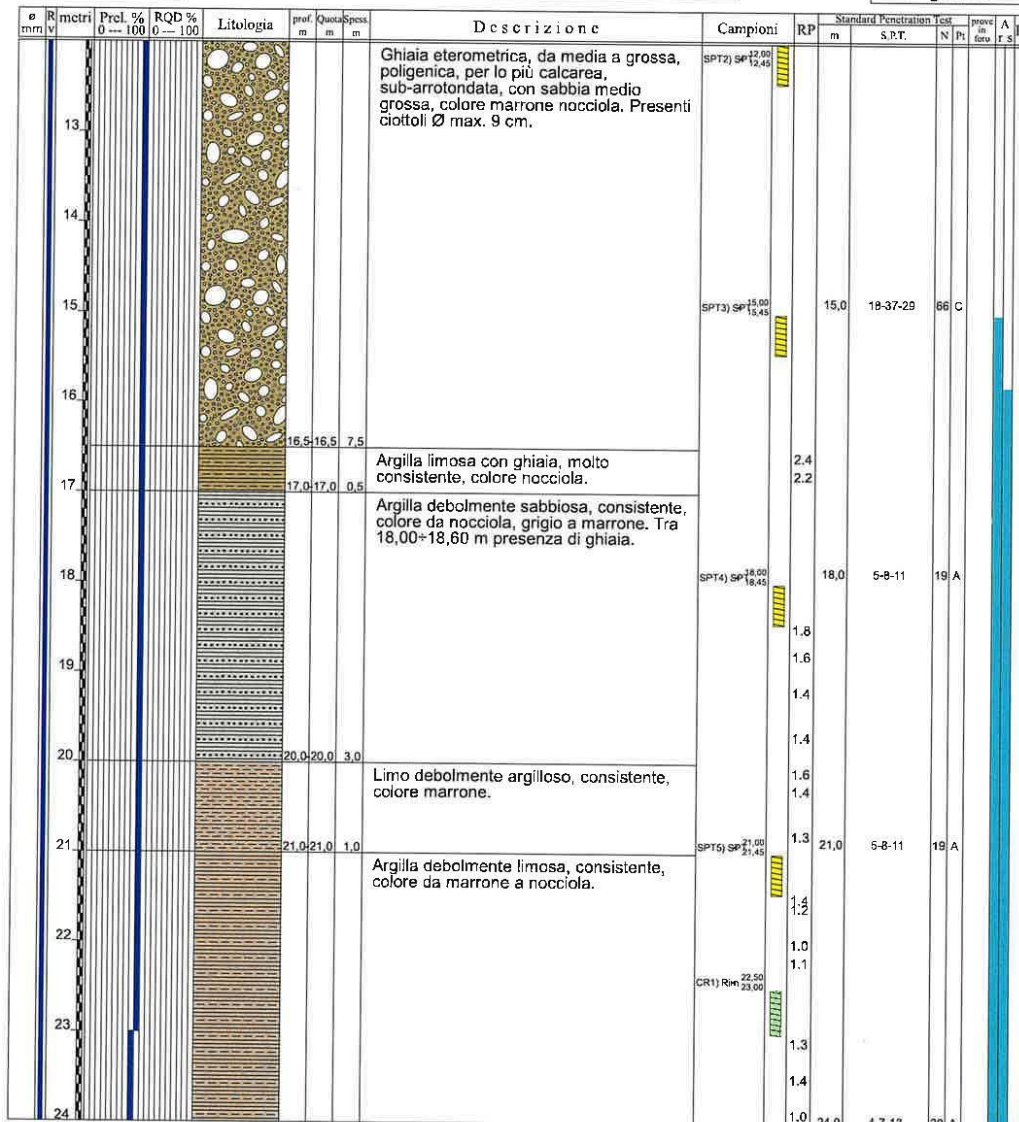 ø mm R v metri Prel. % 0 --- 100 RQD % 0 --- 100 Litologia prof. m Quota m Spess. m Descrizione Campioni RP Standard Penetration Test m S.P.T. N Pt prove in foro A r s
Ghiaia eterometrica, da media a grossa,
poligenica, per lo più calcarea,
sub-arrotondata, con sabbia medio
grossa, colore marrone nocciola. Presenti
ciottoli Ø max. 9 cm.
SPT2) SPT 12,00 12,45
13
14
15
SPT3) SPT 15,00 15,45
15,0 18-37-29 66 C
16
16,5 16,5 7,5
Argilla limosa con ghiaia, molto
consistente, colore nocciola.
2.4
2.2
17
17,0 17,0 0,5
Argilla debolmente sabbiosa, consistente,
colore da nocciola, grigio a marrone. Tra
18,00÷18,60 m presenza di ghiaia.
18
SPT4) SPT 18,00 18,45
18,0 5-8-11 19 A
1.8
1.6
19
1.4
1.4
20
20,0 20,0 3,0
Limo debolmente argilloso, consistente,
colore marrone.
1.6
1.4
1.3
21
21,0 21,0 1,0
SPT5) SPT 21,00 21,45
21,0 5-8-11 19 A
Argilla debolmente limosa, consistente,
colore da marrone a nocciola.
1.4
1.2
22
1.0
1.1
CR1) Rim 22,50 23,00
23
1.3
1.4
24
1.0